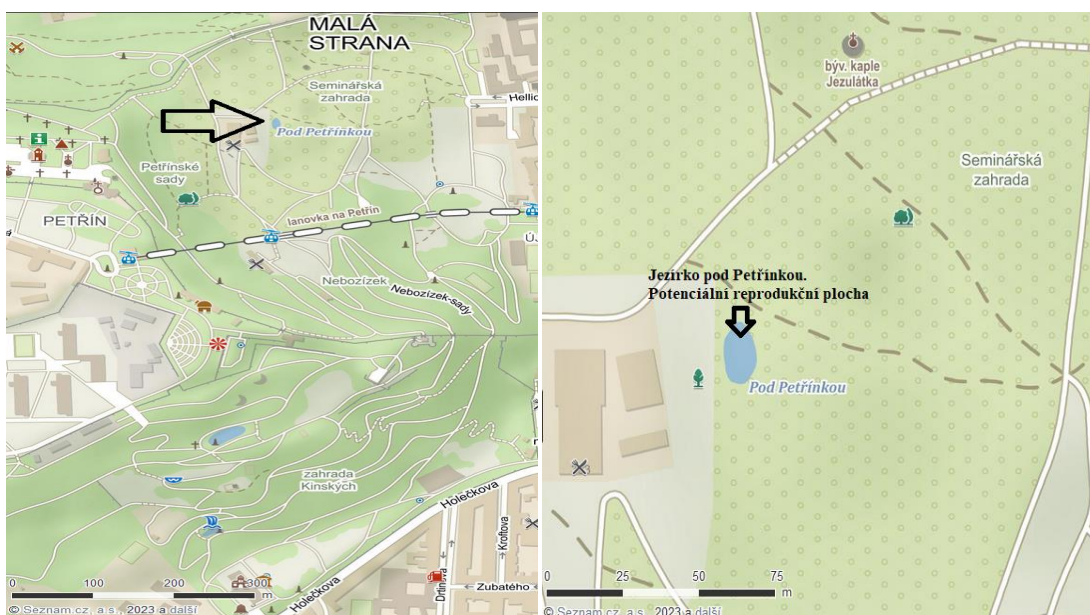 MALÁ
STRANA
Seminářská
zahrada
Hellic
Pod Petřínkou
Petřínské
sady
PETŘÍN
lanovka na Petřín
Új
Nebozízek
Nebozízek-sady
zahrada
Kinských
Holečkova
Drtinova
Kroftova
Zubatého
0 100 200 300
m
© Seznam.cz, a.s., 2023 a další
býv. kaple
Jezulátka
Seminářská
zahrada
Jezírko pod Petřínkou.
Potenciální reprodukční plocha
Pod Petřínkou
0 25 50 75
m
© Seznam.cz, a.s., 2023 a další